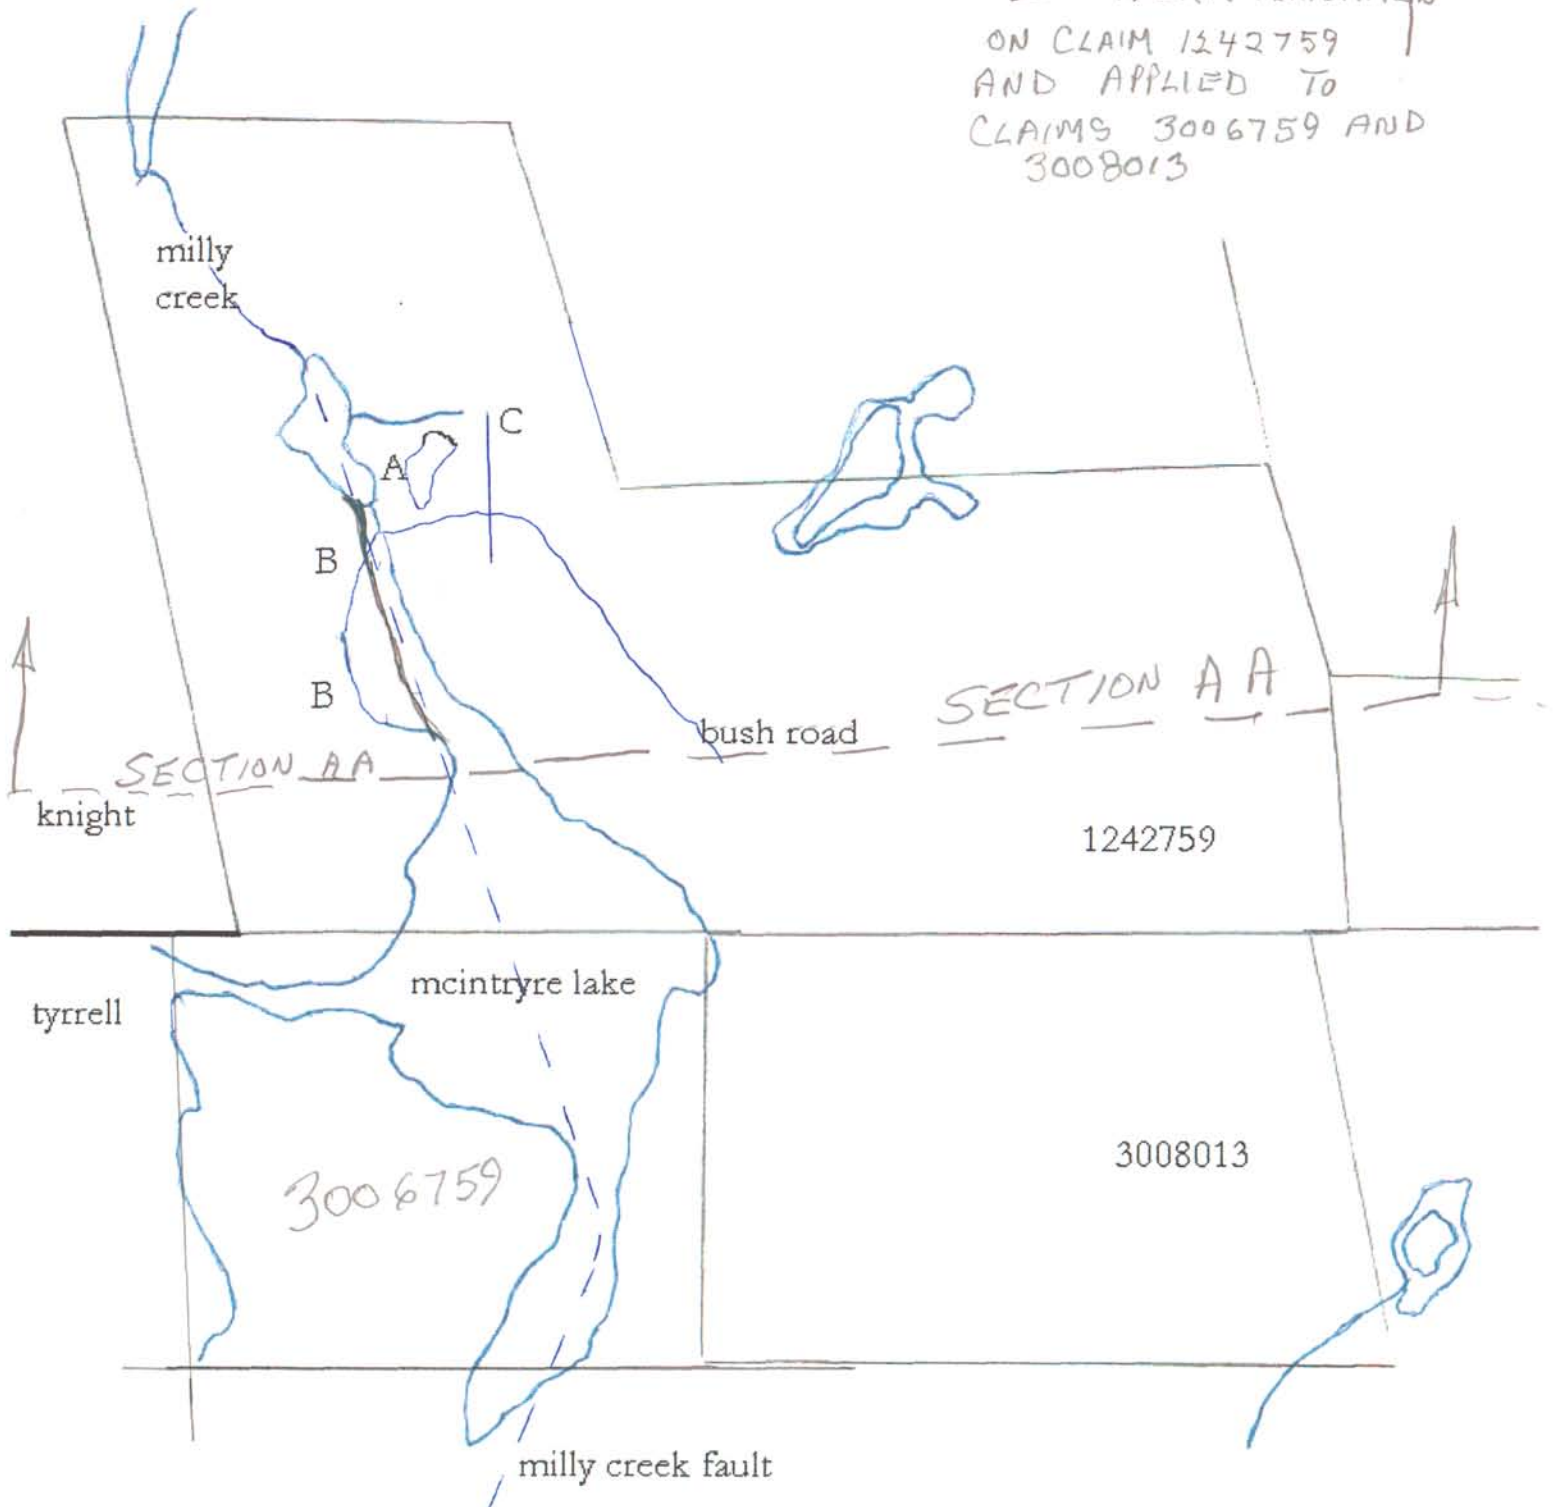 ON CLAIM 1242759
AND APPLIED TO
CLAIMS 3006759 AND
3008013
milly
creek
C
A
B
B
SECTION AA
bush road
SECTION AA
knight
1242759
mcintryre lake
tyrrell
3008013
3006759
milly creek fault